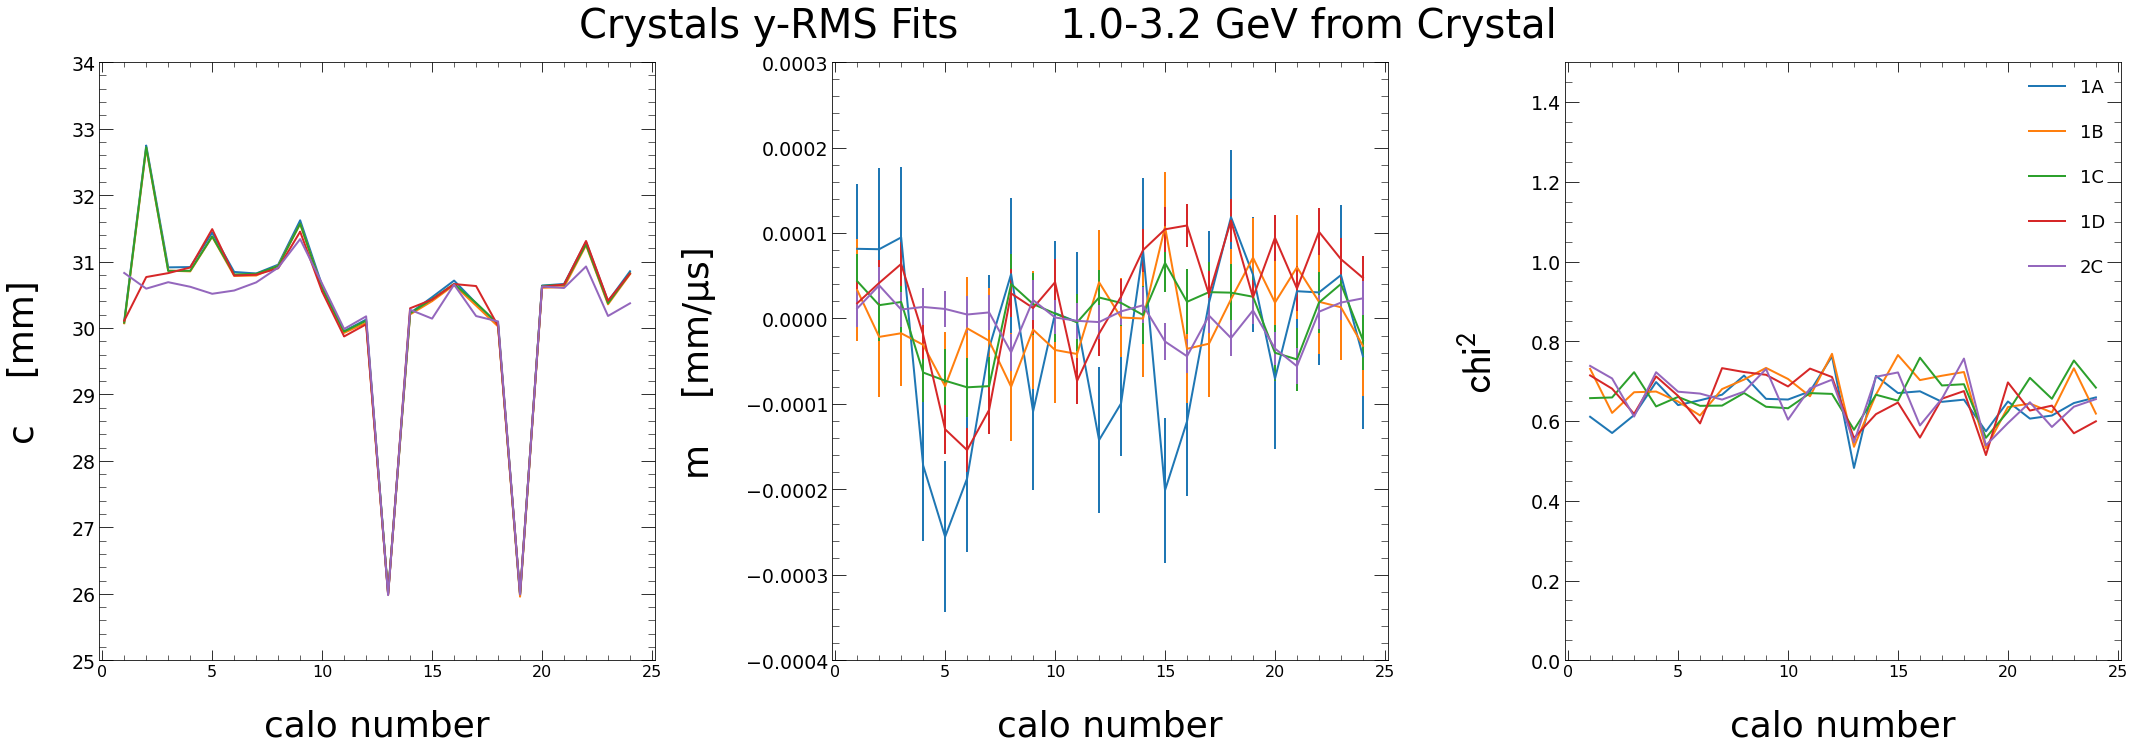 Crystals y-RMS Fits 1.0-3.2 GeV from Crystal
c [mm]
34
33
32
31
30
29
28
27
26
25
0 5 10 15 20 25
calo number
m [mm/μs]
0.0003
0.0002
0.0001
0.0000
−0.0001
−0.0002
−0.0003
−0.0004
0 5 10 15 20 25
calo number
chi²
1.4
1.2
1.0
0.8
0.6
0.4
0.2
0.0
0 5 10 15 20 25
calo number
1A
1B
1C
1D
2C